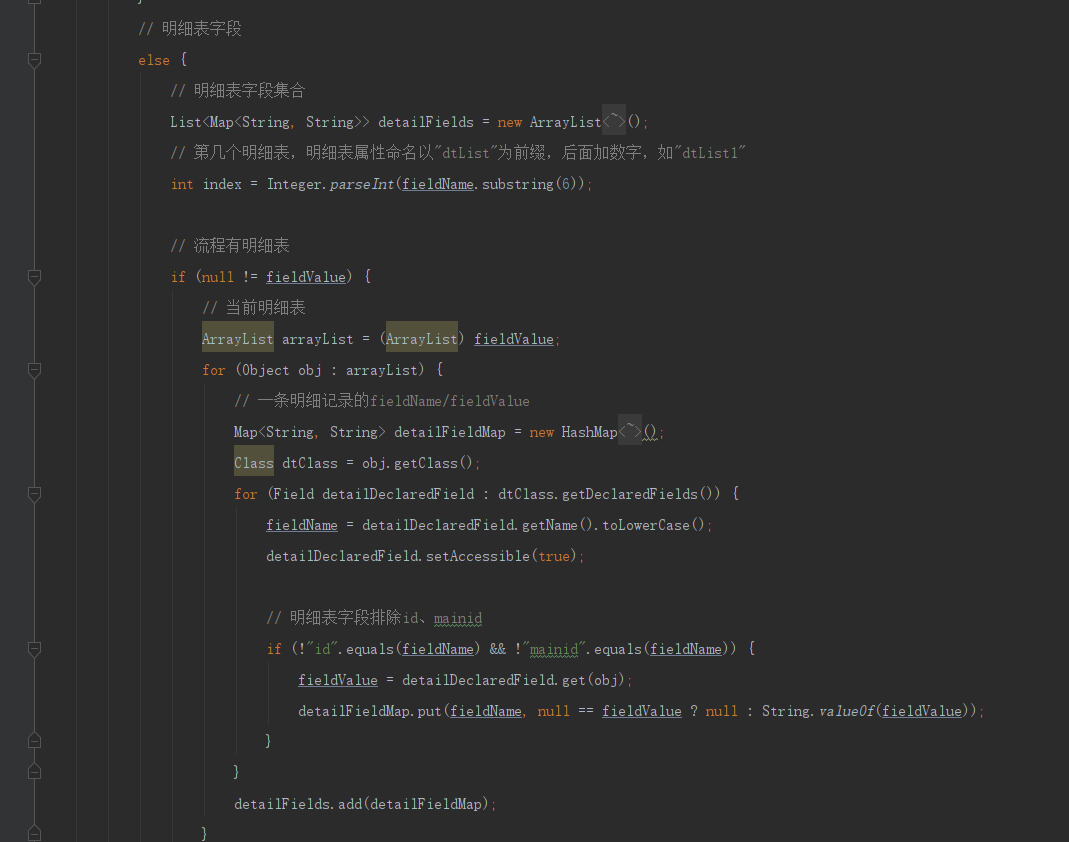 // 明细表字段
else {
// 明细表字段集合
List<Map<String, String>> detailFields = new ArrayList<~>();
// 第几个明细表，明细表属性命名以"dtList"为前缀，后面加数字，如"dtList1"
int index = Integer.parseInt(fieldName.substring(6));
// 流程有明细表
if (null != fieldValue) {
// 当前明细表
ArrayList arrayList = (ArrayList) fieldValue;
for (Object obj : arrayList) {
// 一条明细记录的fieldName/fieldValue
Map<String, String> detailFieldMap = new HashMap<~>();
Class dtClass = obj.getClass();
for (Field detailDeclaredField : dtClass.getDeclaredFields()) {
fieldName = detailDeclaredField.getName().toLowerCase();
detailDeclaredField.setAccessible(true);
// 明细表字段排除id、mainid
if (!"id".equals(fieldName) && !"mainid".equals(fieldName)) {
fieldValue = detailDeclaredField.get(obj);
detailFieldMap.put(fieldName, null == fieldValue ? null : String.valueOf(fieldValue));
}
}
detailFields.add(detailFieldMap);
}